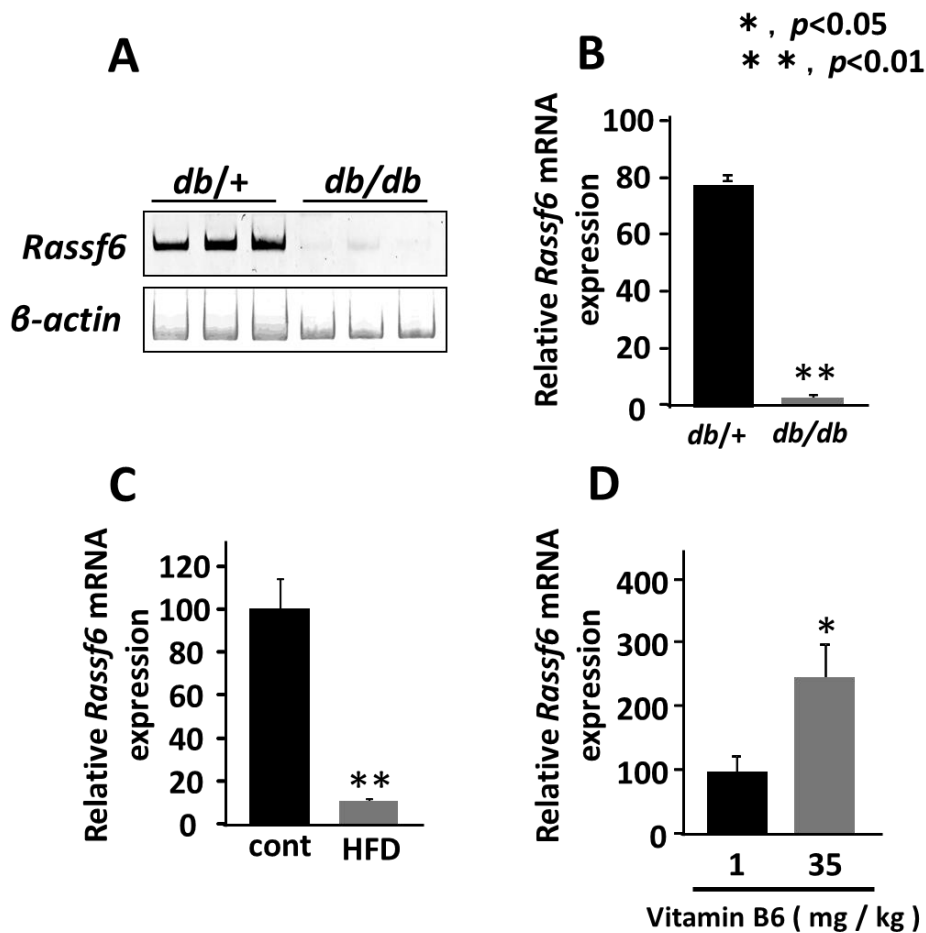 A
db/+ db/db
Rassf6
β-actin
*, p<0.05
* *, p<0.01
B
Relative Rassf6 mRNA
expression
100
80
60
40
20
0
**
db/+ db/db
C
Relative Rassf6 mRNA
expression
120
100
80
60
40
20
0
**
cont HFD
D
Relative Rassf6 mRNA
expression
400
300
200
100
0
*
1 35
Vitamin B6 ( mg / kg )